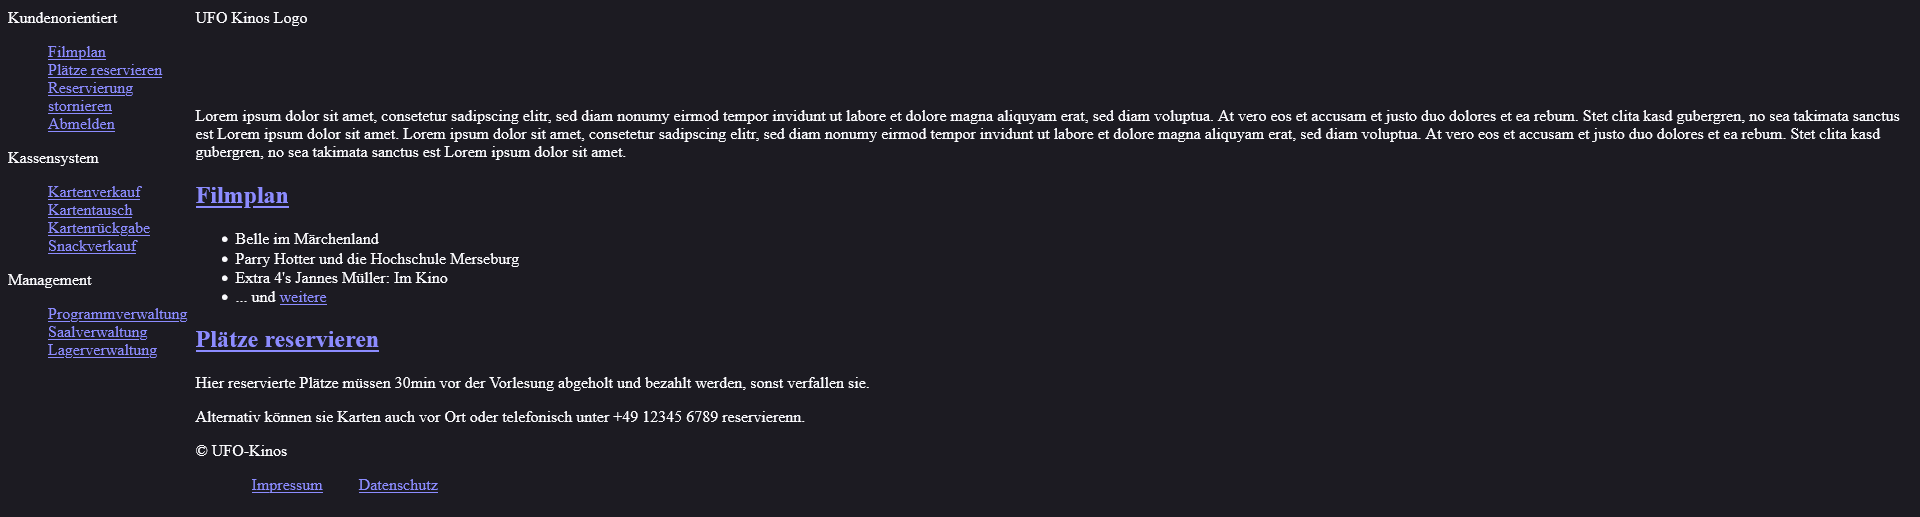 Kundenorientiert
Filmplan
Plätze reservieren
Reservierung
stornieren
Abmelden
Kassensystem
Kartenverkauf
Kartentausch
Kartenrückgabe
Snackverkauf
Management
Programmverwaltung
Saalverwaltung
Lagerverwaltung
UFO Kinos Logo
Lorem ipsum dolor sit amet, consetetur sadipscing elitr, sed diam nonumy eirmod tempor invidunt ut labore et dolore magna aliquyam erat, sed diam voluptua. At vero eos et accusam et justo duo dolores et ea rebum. Stet clita kasd gubergren, no sea takimata sanctus
est Lorem ipsum dolor sit amet. Lorem ipsum dolor sit amet, consetetur sadipscing elitr, sed diam nonumy eirmod tempor invidunt ut labore et dolore magna aliquyam erat, sed diam voluptua. At vero eos et accusam et justo duo dolores et ea rebum. Stet clita kasd
gubergren, no sea takimata sanctus est Lorem ipsum dolor sit amet.
Filmplan
• Belle im Märchenland
• Parry Hotter und die Hochschule Merseburg
• Extra 4's Jannes Müller: Im Kino
• ... und weitere
Plätze reservieren
Hier reservierte Plätze müssen 30min vor der Vorlesung abgeholt und bezahlt werden, sonst verfallen sie.
Alternativ können sie Karten auch vor Ort oder telefonisch unter +49 12345 6789 reservierenn.
© UFO-Kinos
Impressum Datenschutz